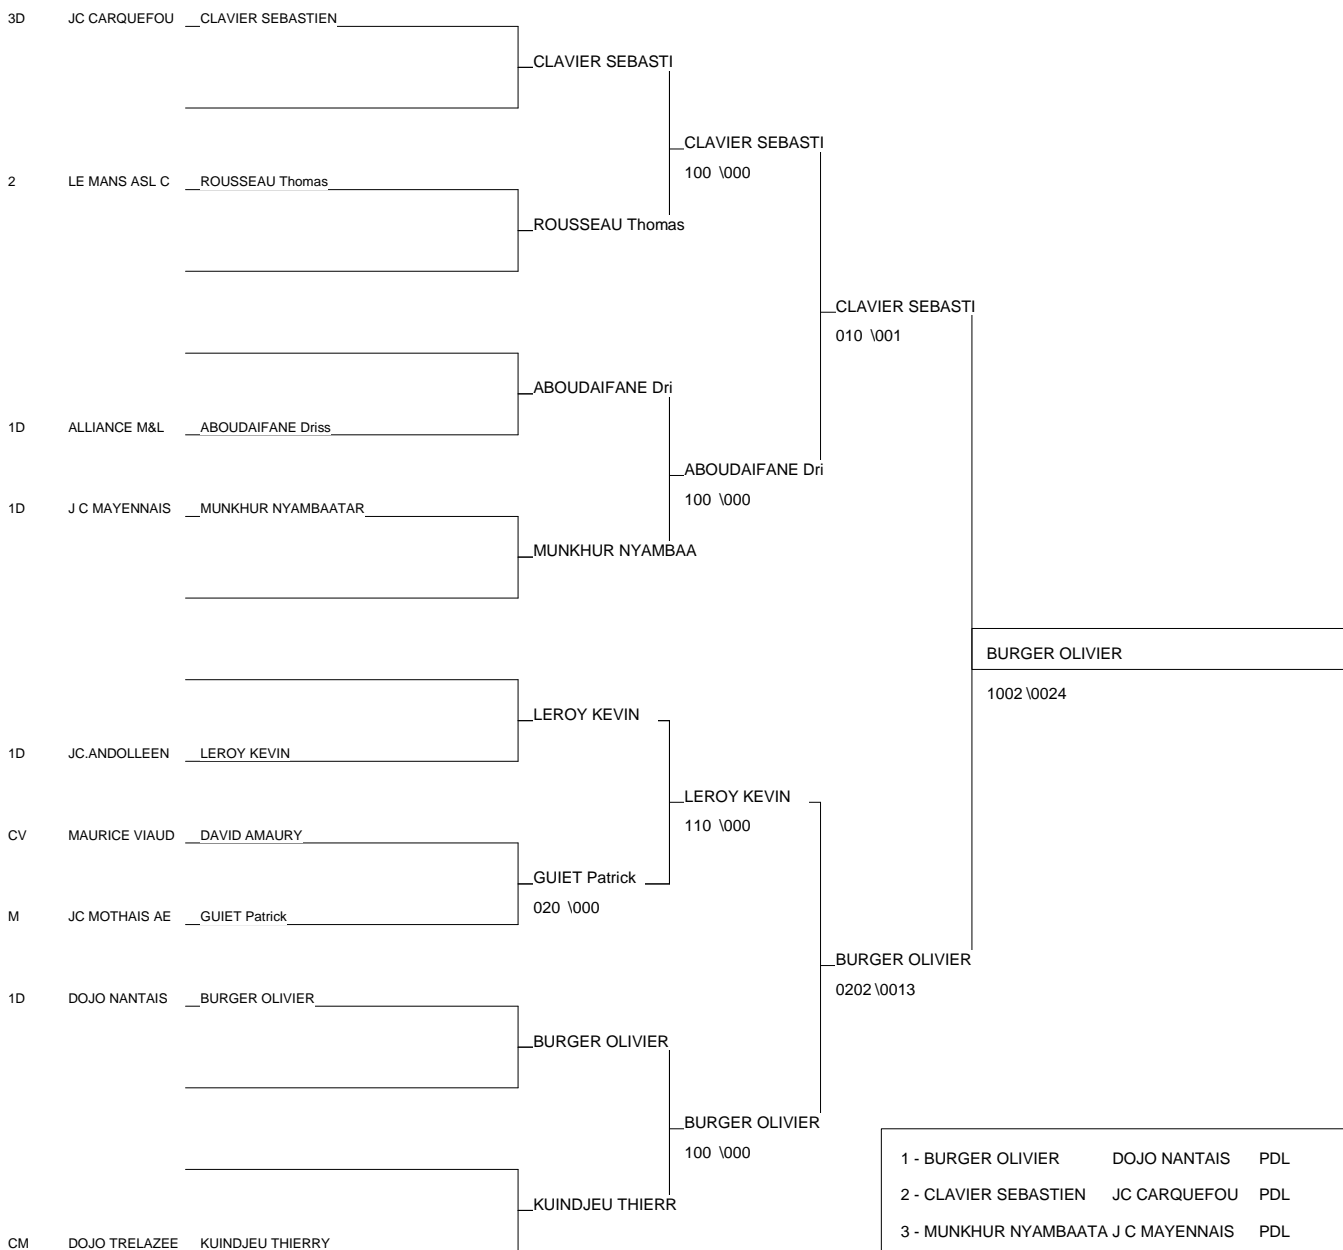 3D JC CARQUEFOU CLAVIER SEBASTIEN
CLAVIER SEBASTI
CLAVIER SEBASTI
100 \000
2 LE MANS ASL C ROUSSEAU Thomas
ROUSSEAU Thomas
CLAVIER SEBASTI
010 \001
ABOUDAIFANE Dri
1D ALLIANCE M&L ABOUDAIFANE Driss
ABOUDAIFANE Dri
100 \000
1D J C MAYENNAIS MUNKHUR NYAMBAATAR
MUNKHUR NYAMBAA
BURGER OLIVIER
1002 \0024
LEROY KEVIN
1D JC.ANDOLLEEN LEROY KEVIN
LEROY KEVIN
110 \000
CV MAURICE VIAUD DAVID AMAURY
GUIET Patrick
020 \000
M JC MOTHAIS AE GUIET Patrick
BURGER OLIVIER
0202 \0013
1D DOJO NANTAIS BURGER OLIVIER
BURGER OLIVIER
BURGER OLIVIER
100 \000
KUINDJEU THIERR
CM DOJO TRELAZEE KUINDJEU THIERRY
1 - BURGER OLIVIER DOJO NANTAIS PDL
2 - CLAVIER SEBASTIEN JC CARQUEFOU PDL
3 - MUNKHUR NYAMBAATA J C MAYENNAIS PDL